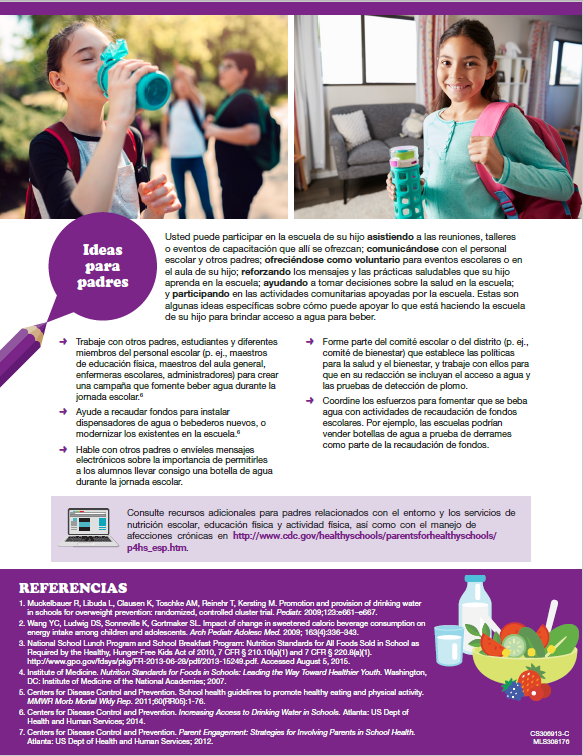 Ideas
para
padres
Usted puede participar en la escuela de su hijo asistiendo a las reuniones, talleres
o eventos de capacitación que allí se ofrezcan; comunicándose con el personal
escolar y otros padres; ofreciéndose como voluntario para eventos escolares o en
el aula de su hijo; reforzando los mensajes y las prácticas saludables que su hijo
aprenda en la escuela; ayudando a tomar decisiones sobre la salud en la escuela;
y participando en las actividades comunitarias apoyadas por la escuela. Estas son
algunas ideas específicas sobre cómo puede apoyar lo que está haciendo la escuela
de su hijo para brindar acceso a agua para beber.
➜ Trabaje con otros padres, estudiantes y diferentes
miembros del personal escolar (p. ej., maestros
de educación física, maestros del aula general,
enfermeras escolares, administradores) para crear
una campaña que fomente beber agua durante la
jornada escolar.⁶
➜ Ayude a recaudar fondos para instalar
dispensadores de agua o bebederos nuevos, o
modernizar los existentes en la escuela.⁶
➜ Hable con otros padres o envíeles mensajes
electrónicos sobre la importancia de permitirles
a los alumnos llevar consigo una botella de agua
durante la jornada escolar.
➜ Forme parte del comité escolar o del distrito (p. ej.,
comité de bienestar) que establece las políticas
para la salud y el bienestar, y trabaje con ellos para
que en su redacción se incluyan el acceso a agua y
las pruebas de detección de plomo.
➜ Coordine los esfuerzos para fomentar que se beba
agua con actividades de recaudación de fondos
escolares. Por ejemplo, las escuelas podrían
vender botellas de agua a prueba de derrames
como parte de la recaudación de fondos.
Consulte recursos adicionales para padres relacionados con el entorno y los servicios de
nutrición escolar, educación física y actividad física, así como con el manejo de
afecciones crónicas en http://www.cdc.gov/healthyschools/parentsforhealthyschools/
p4hs_esp.htm.
REFERENCIAS
1. Muckelbauer R, Libuda L, Clausen K, Toschke AM, Reinehr T, Kersting M. Promotion and provision of drinking water
in schools for overweight prevention: randomized, controlled cluster trial. Pediatr. 2009;123:e661–e667.
2. Wang YC, Ludwig DS, Sonneville K, Gortmaker SL. Impact of change in sweetened caloric beverage consumption on
energy intake among children and adolescents. Arch Pediatr Adolesc Med. 2009; 163(4):336–343.
3. National School Lunch Program and School Breakfast Program: Nutrition Standards for All Foods Sold in School as
Required by the Healthy, Hunger-Free Kids Act of 2010, 7 CFR § 210.10(a)(1) and 7 CFR § 220.8(a)(1).
http://www.gpo.gov/fdsys/pkg/FR-2013-06-28/pdf/2013-15249.pdf. Accessed August 5, 2015.
4. Institute of Medicine. Nutrition Standards for Foods in Schools: Leading the Way Toward Healthier Youth. Washington,
DC: Institute of Medicine of the National Academies; 2007.
5. Centers for Disease Control and Prevention. School health guidelines to promote healthy eating and physical activity.
MMWR Morb Mortal Wkly Rep. 2011;60(RR05):1-76.
6. Centers for Disease Control and Prevention. Increasing Access to Drinking Water in Schools. Atlanta: US Dept of
Health and Human Services; 2014.
7. Centers for Disease Control and Prevention. Parent Engagement: Strategies for Involving Parents in School Health.
Atlanta: US Dept of Health and Human Services; 2012.
CS306913-C
MLS308176